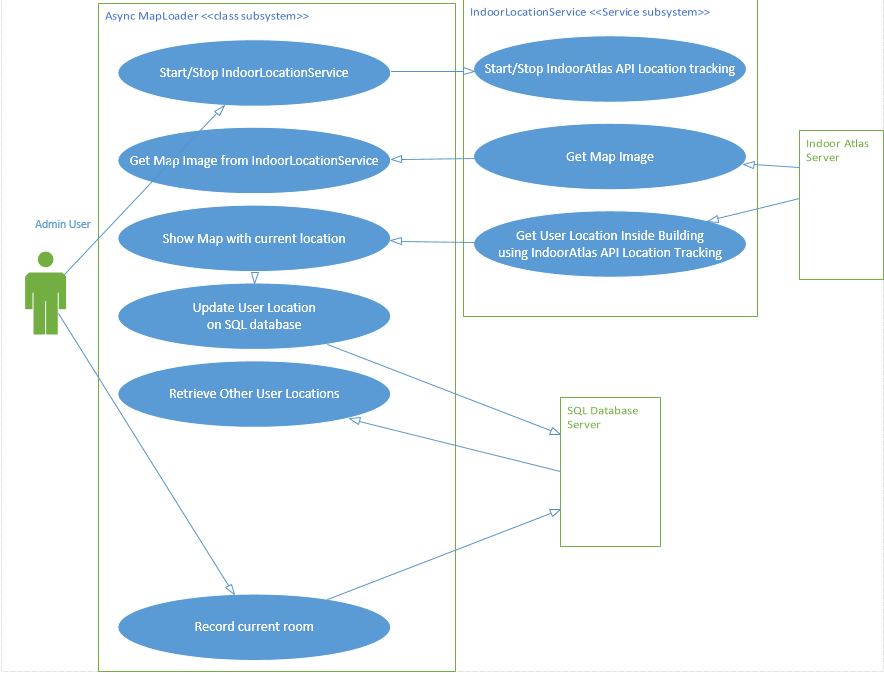 Async MapLoader <<class subsystem>>
IndoorLocationService <<Service subsystem>>
Start/Stop IndoorLocationService
Start/Stop IndoorAtlas API Location tracking
Get Map Image from IndoorLocationService
Get Map Image
Indoor Atlas
Server
Admin User
Show Map with current location
Get User Location Inside Building
using IndoorAtlas API Location Tracking
Update User Location
on SQL database
Retrieve Other User Locations
SQL Database
Server
Record current room